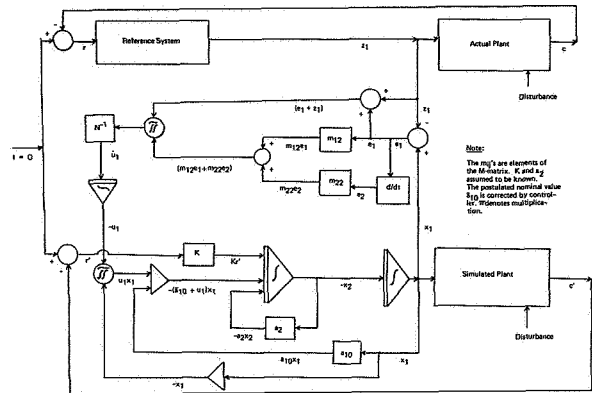 -
+
r
Reference System
z1
Actual Plant
c
Disturbance
(e1 + z1)
+
+
z1
-
+
N-1
π
m12e1
m12
e1
e1
u̇1
(m12e1+m22e2)
+
+
m22e2
m22
e2
d/dt
I = 0
Note:
The mij's are elements of
the M-matrix. K and a2
assumed to be known.
The postulated nominal value
a10 is corrected by control-
ler. π denotes multiplica-
tion.
-u1
x1
+
-
r'
K
Kr'
π
u1x1
-(a10 + u1)x1
∫
-x2
∫
Simulated Plant
c'
-a2x2
a2
Disturbance
a10x1
a10
x1
-x1